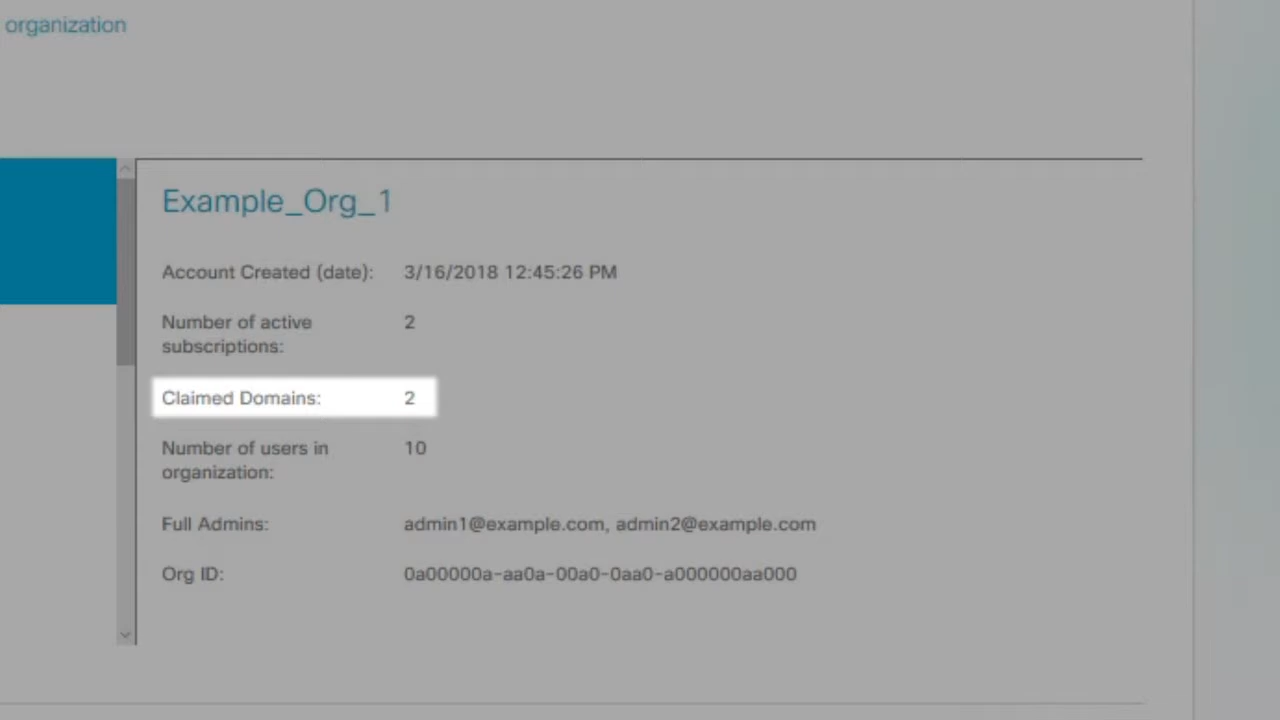 organization
Example_Org_1
Account Created (date): 3/16/2018 12:45:26 PM
Number of active 2
subscriptions:
Claimed Domains: 2
Number of users in 10
organization:
Full Admins: admin1@example.com, admin2@example.com
Org ID: 0a00000a-aa0a-00a0-0aa0-a000000aa000